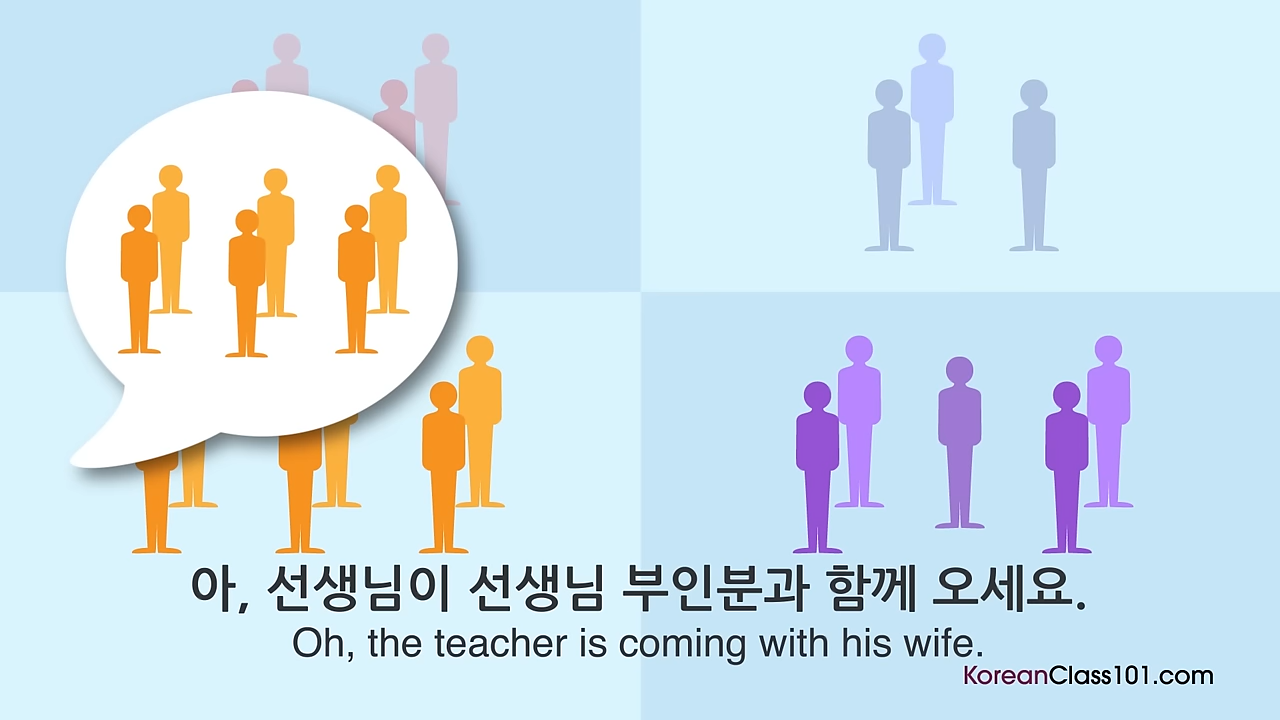 아, 선생님이 선생님 부인분과 함께 오세요.
Oh, the teacher is coming with his wife.
KoreanClass101.com